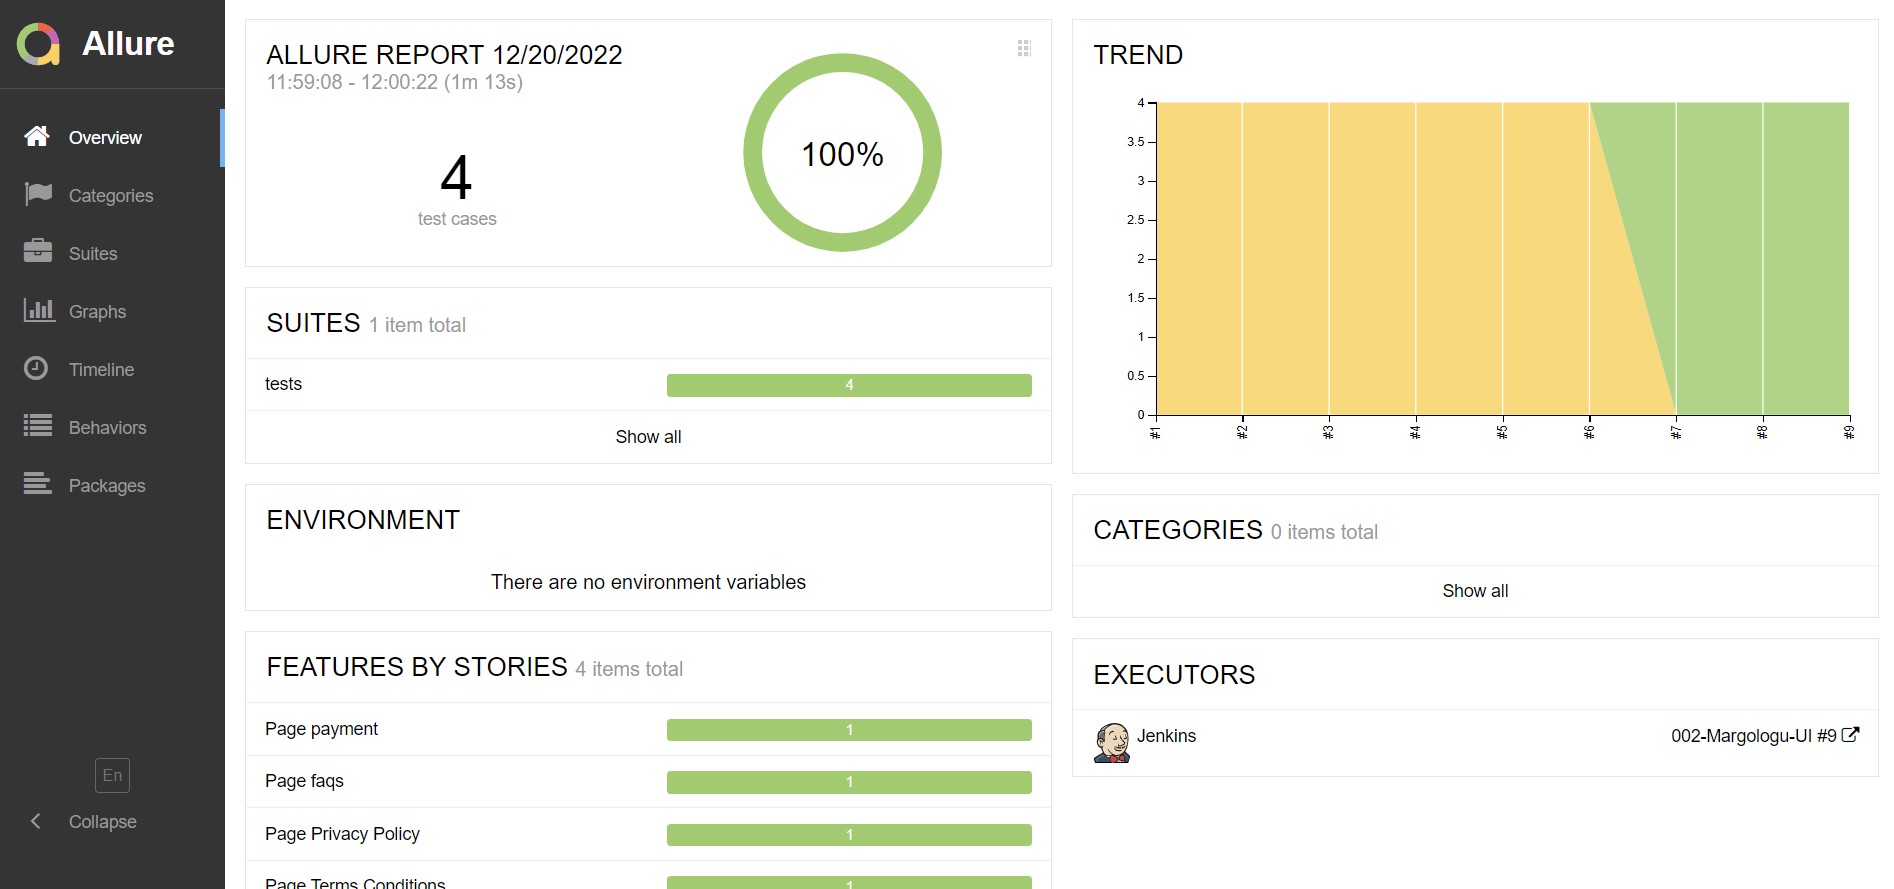 Allure
Overview
Categories
Suites
Graphs
Timeline
Behaviors
Packages
En
Collapse
ALLURE REPORT 12/20/2022
11:59:08 - 12:00:22 (1m 13s)
4
test cases
100%
SUITES 1 item total
tests 4
Show all
ENVIRONMENT
There are no environment variables
FEATURES BY STORIES 4 items total
Page payment 1
Page faqs 1
Page Privacy Policy 1
Page Terms Conditions 1
TREND
4
3.5
3
2.5
2
1.5
1
0.5
0
#1 #2 #3 #4 #5 #6 #7 #8 #9
CATEGORIES 0 items total
Show all
EXECUTORS
Jenkins 002-Margologu-UI #9